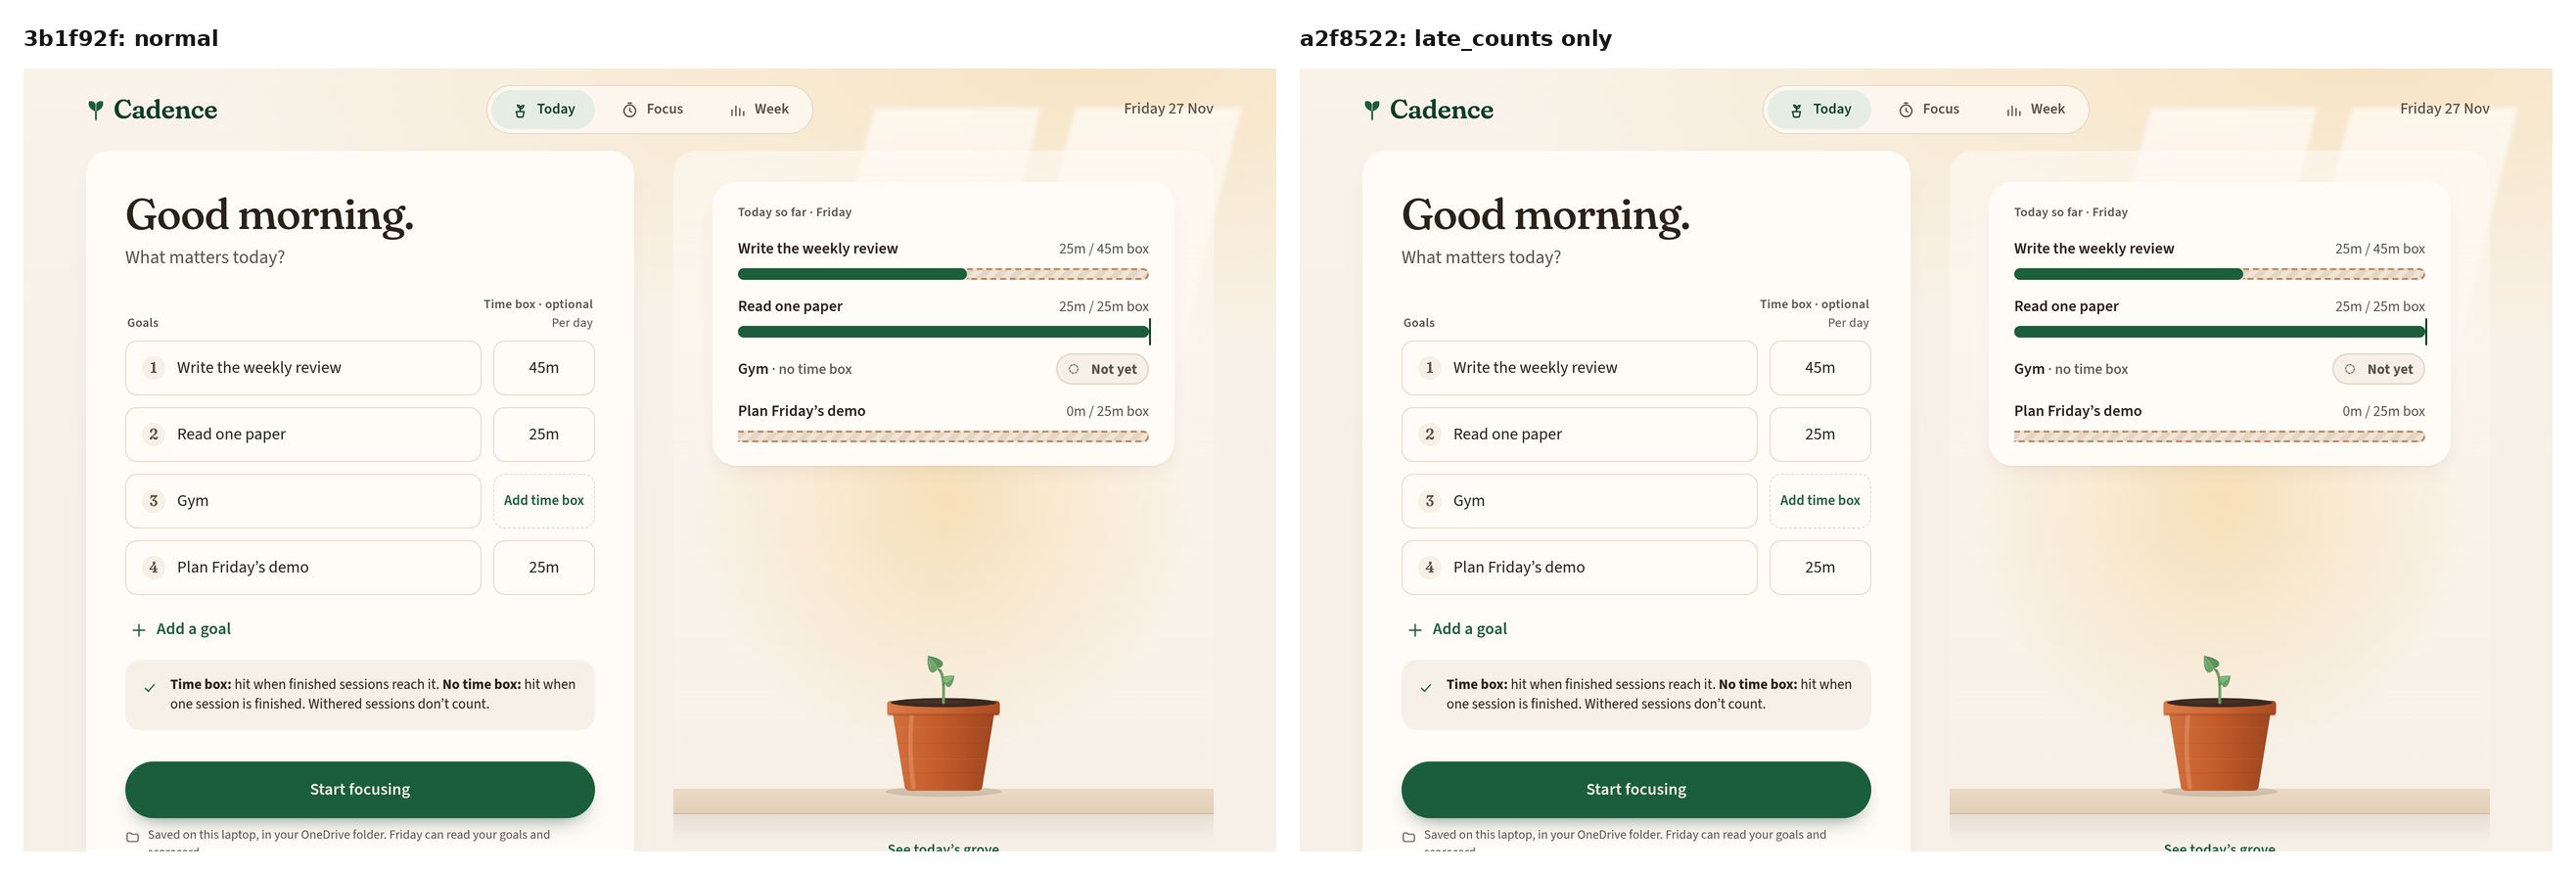 3b1f92f: normal
Cadence
Today
Focus
Week
Friday 27 Nov
Good morning.
What matters today?
Time box · optional
Goals
Per day
1 Write the weekly review 45m
2 Read one paper 25m
3 Gym Add time box
4 Plan Friday’s demo 25m
Add a goal
Time box: hit when finished sessions reach it. No time box: hit when
one session is finished. Withered sessions don’t count.
Start focusing
Saved on this laptop, in your OneDrive folder. Friday can read your goals and
Today so far · Friday
Write the weekly review 25m / 45m box
Read one paper 25m / 25m box
Gym · no time box Not yet
Plan Friday’s demo 0m / 25m box
See today’s grove
a2f8522: late_counts only
Cadence
Today
Focus
Week
Friday 27 Nov
Good morning.
What matters today?
Time box · optional
Goals
Per day
1 Write the weekly review 45m
2 Read one paper 25m
3 Gym Add time box
4 Plan Friday’s demo 25m
Add a goal
Time box: hit when finished sessions reach it. No time box: hit when
one session is finished. Withered sessions don’t count.
Start focusing
Saved on this laptop, in your OneDrive folder. Friday can read your goals and
Today so far · Friday
Write the weekly review 25m / 45m box
Read one paper 25m / 25m box
Gym · no time box Not yet
Plan Friday’s demo 0m / 25m box
See today’s grove